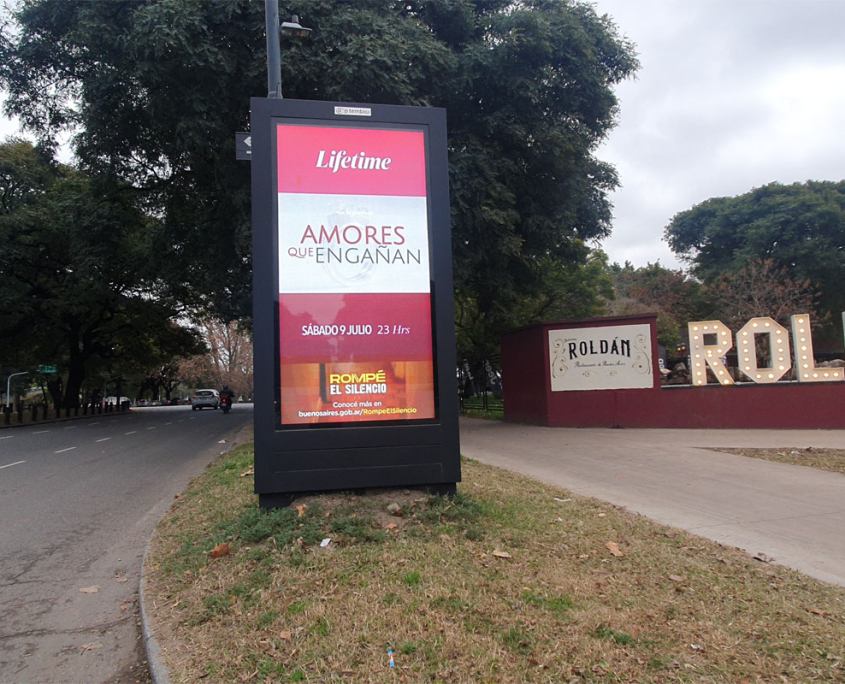 Lifetime
AMORES
QUE ENGAÑAN
SÁBADO 9 JULIO 23 Hrs
ROMPÉ
EL SILENCIO
Conocé más en
buenosaires.gob.ar/RompeElSilencio
ROLDÁN
ROL